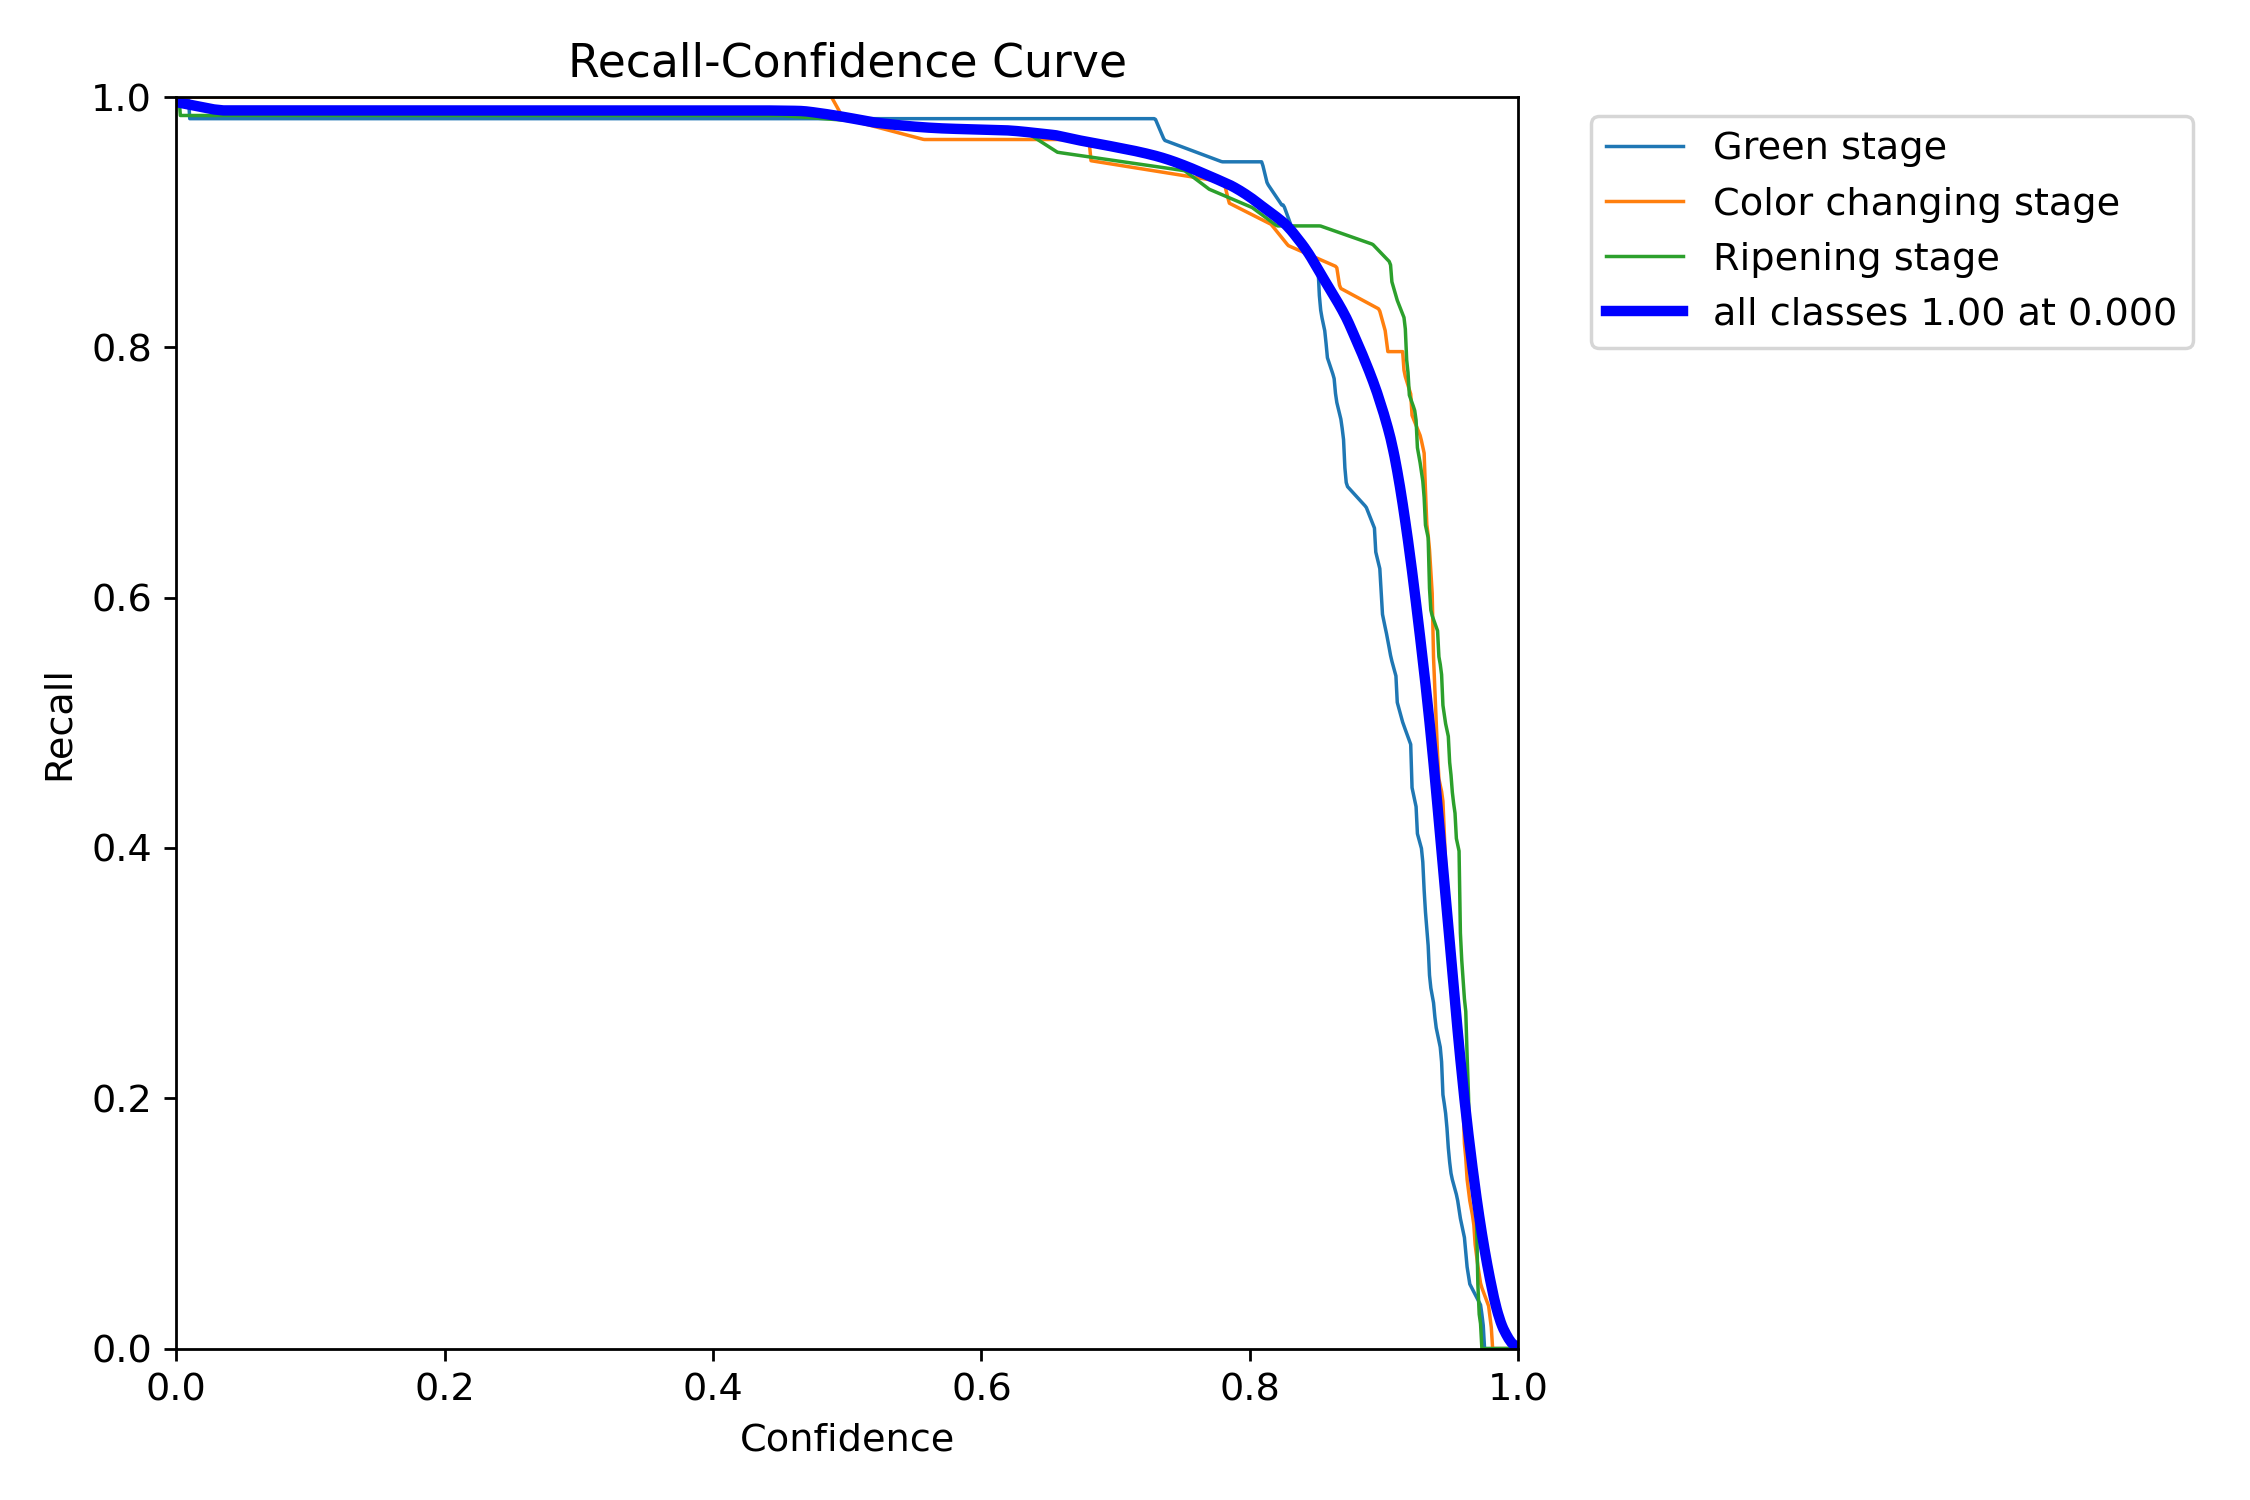 Recall-Confidence Curve
1.0
0.8
0.6
0.4
0.2
0.0
Recall
0.0 0.2 0.4 0.6 0.8 1.0
Confidence
Green stage
Color changing stage
Ripening stage
all classes 1.00 at 0.000